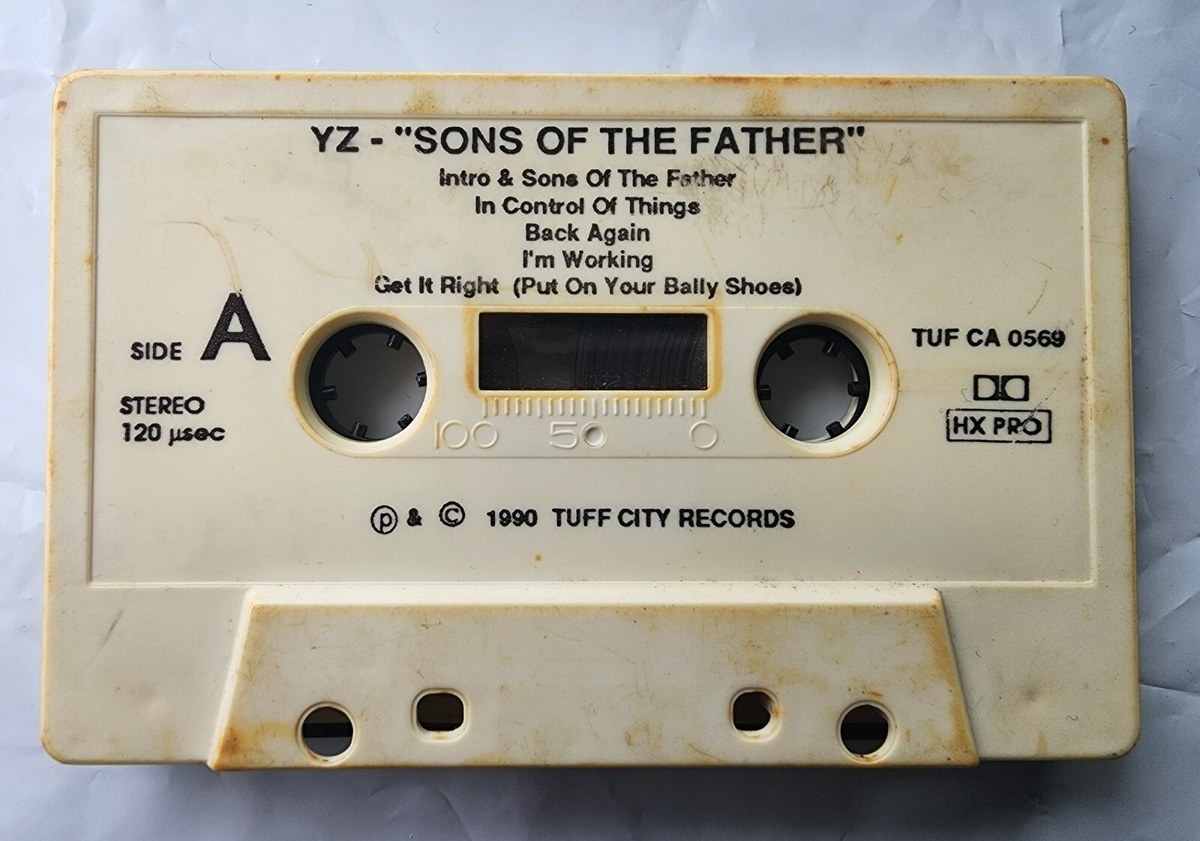 YZ - "SONS OF THE FATHER"
Intro & Sons Of The Father
In Control Of Things
Back Again
I'm Working
Get It Right (Put On Your Bally Shoes)
SIDE A
STEREO
120 µsec
100 50 0
TUF CA 0569
HX PRO
Ⓟ & © 1990 TUFF CITY RECORDS